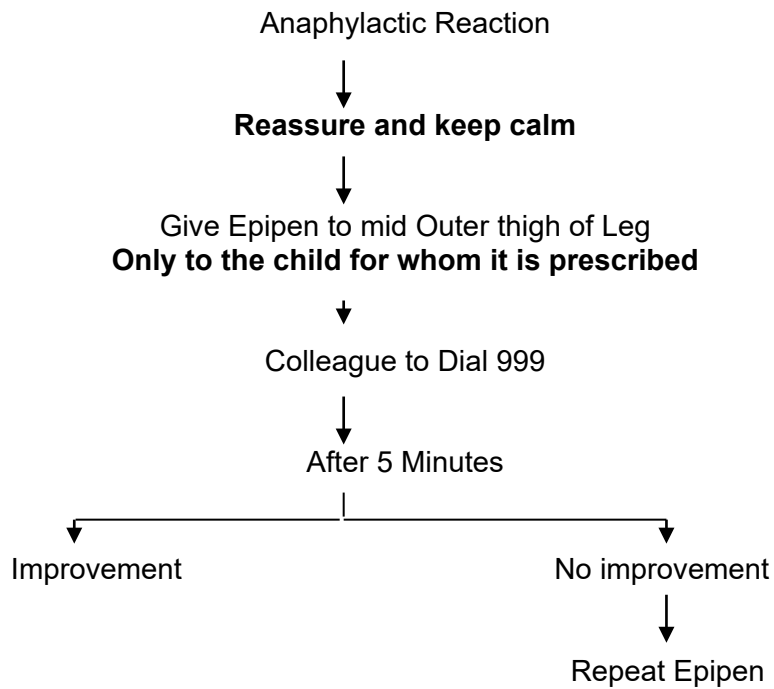 Anaphylactic Reaction
Reassure and keep calm
Give Epipen to mid Outer thigh of Leg
Only to the child for whom it is prescribed
Colleague to Dial 999
After 5 Minutes
Improvement
No improvement
Repeat Epipen